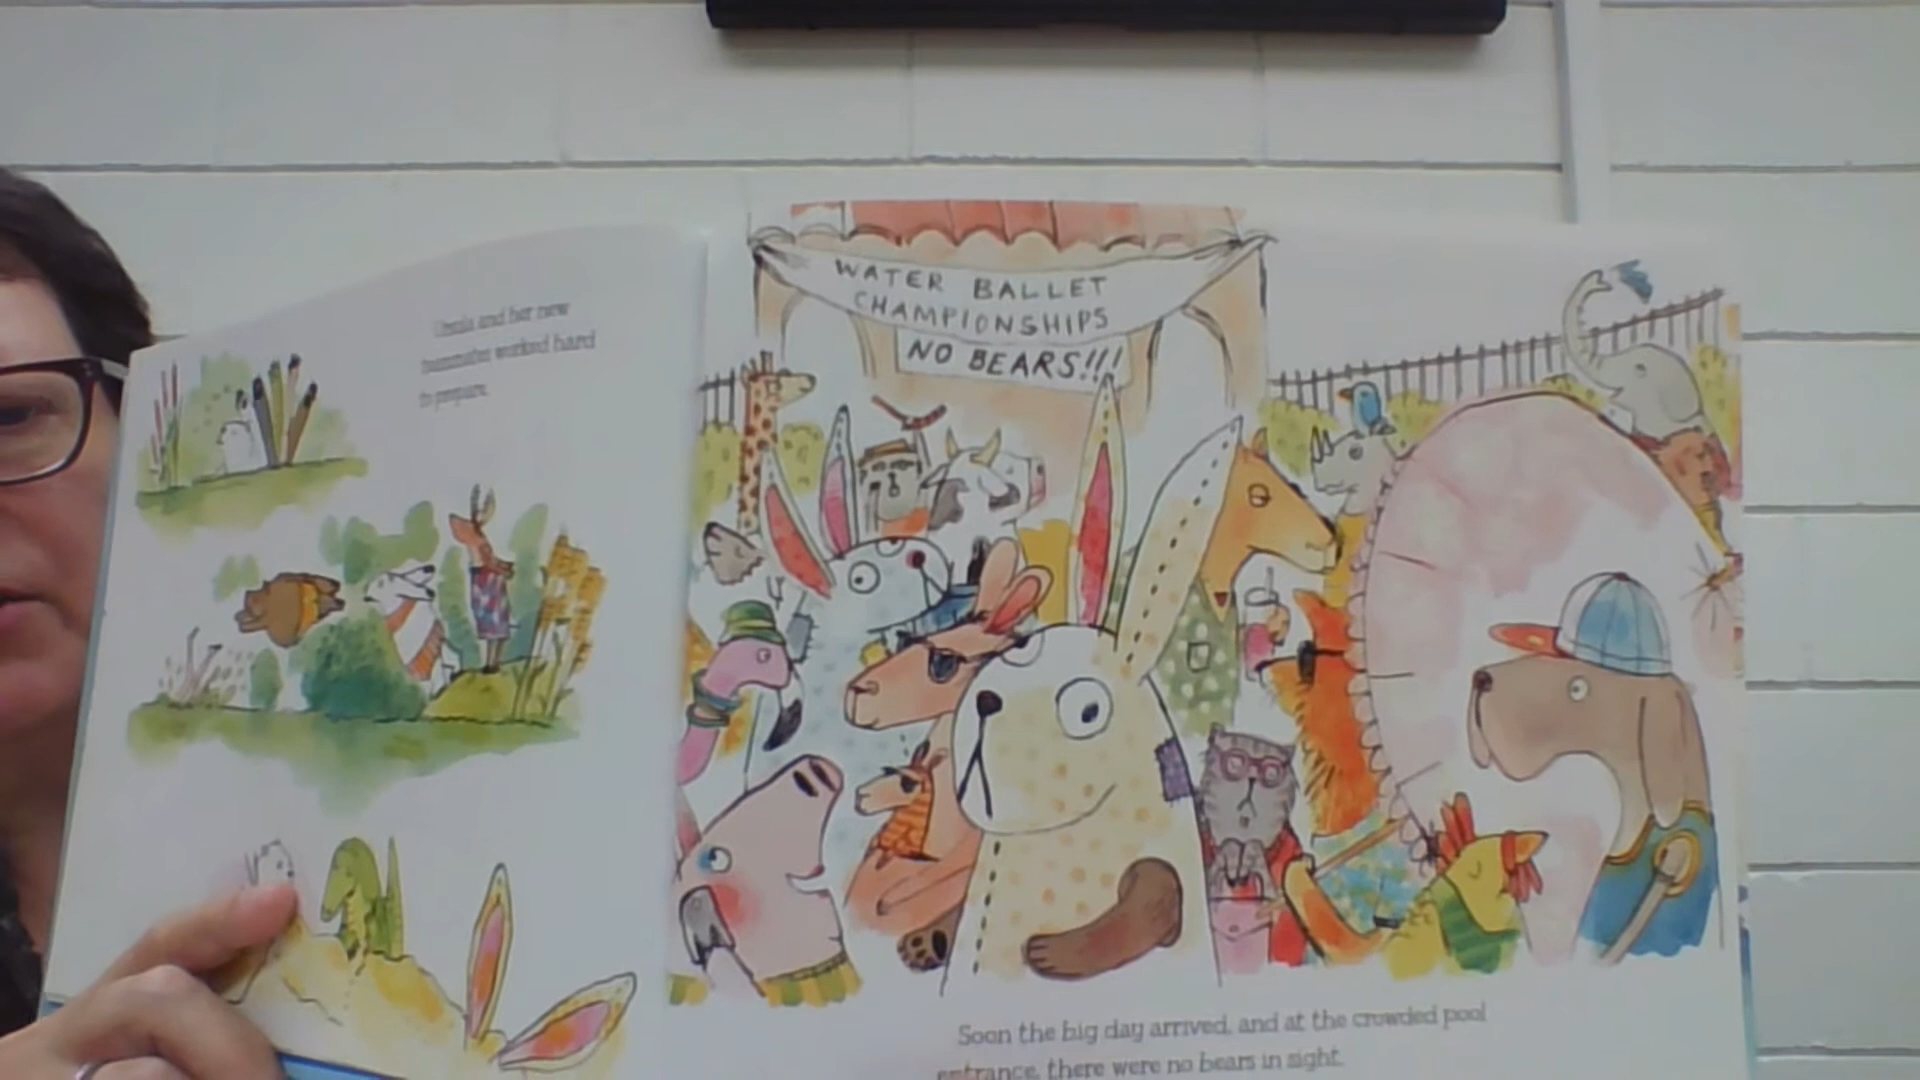 Ursula and her new
teammates worked hard
to prepare.
WATER BALLET
CHAMPIONSHIPS
NO BEARS!!!
Soon the big day arrived, and at the crowded pool
entrance, there were no bears in sight.